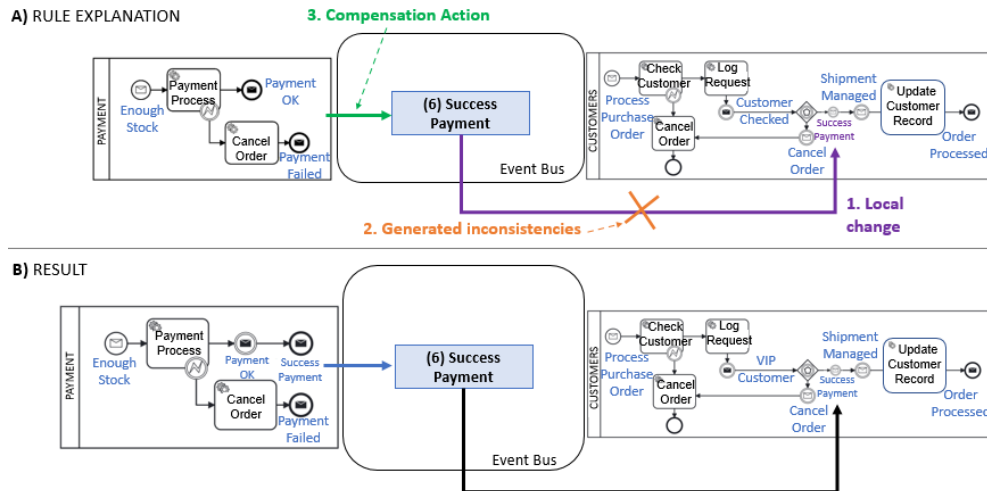 A) RULE EXPLANATION
3. Compensation Action
PAYMENT
Enough
Stock
Payment
Process
Payment
OK
Cancel
Order
Payment
Failed
(6) Success
Payment
Event Bus
CUSTOMERS
Process
Purchase
Order
Check
Customer
Log
Request
Cancel
Order
Customer
Checked
Success
Payment
Cancel
Order
Shipment
Managed
Update
Customer
Record
Order
Processed
1. Local
change
2. Generated inconsistencies
B) RESULT
PAYMENT
Enough
Stock
Payment
Process
Payment
OK
Success
Payment
Cancel
Order
Payment
Failed
(6) Success
Payment
Event Bus
CUSTOMERS
Process
Purchase
Order
Check
Customer
Log
Request
Cancel
Order
VIP
Customer
Success
Payment
Cancel
Order
Shipment
Managed
Update
Customer
Record
Order
Processed